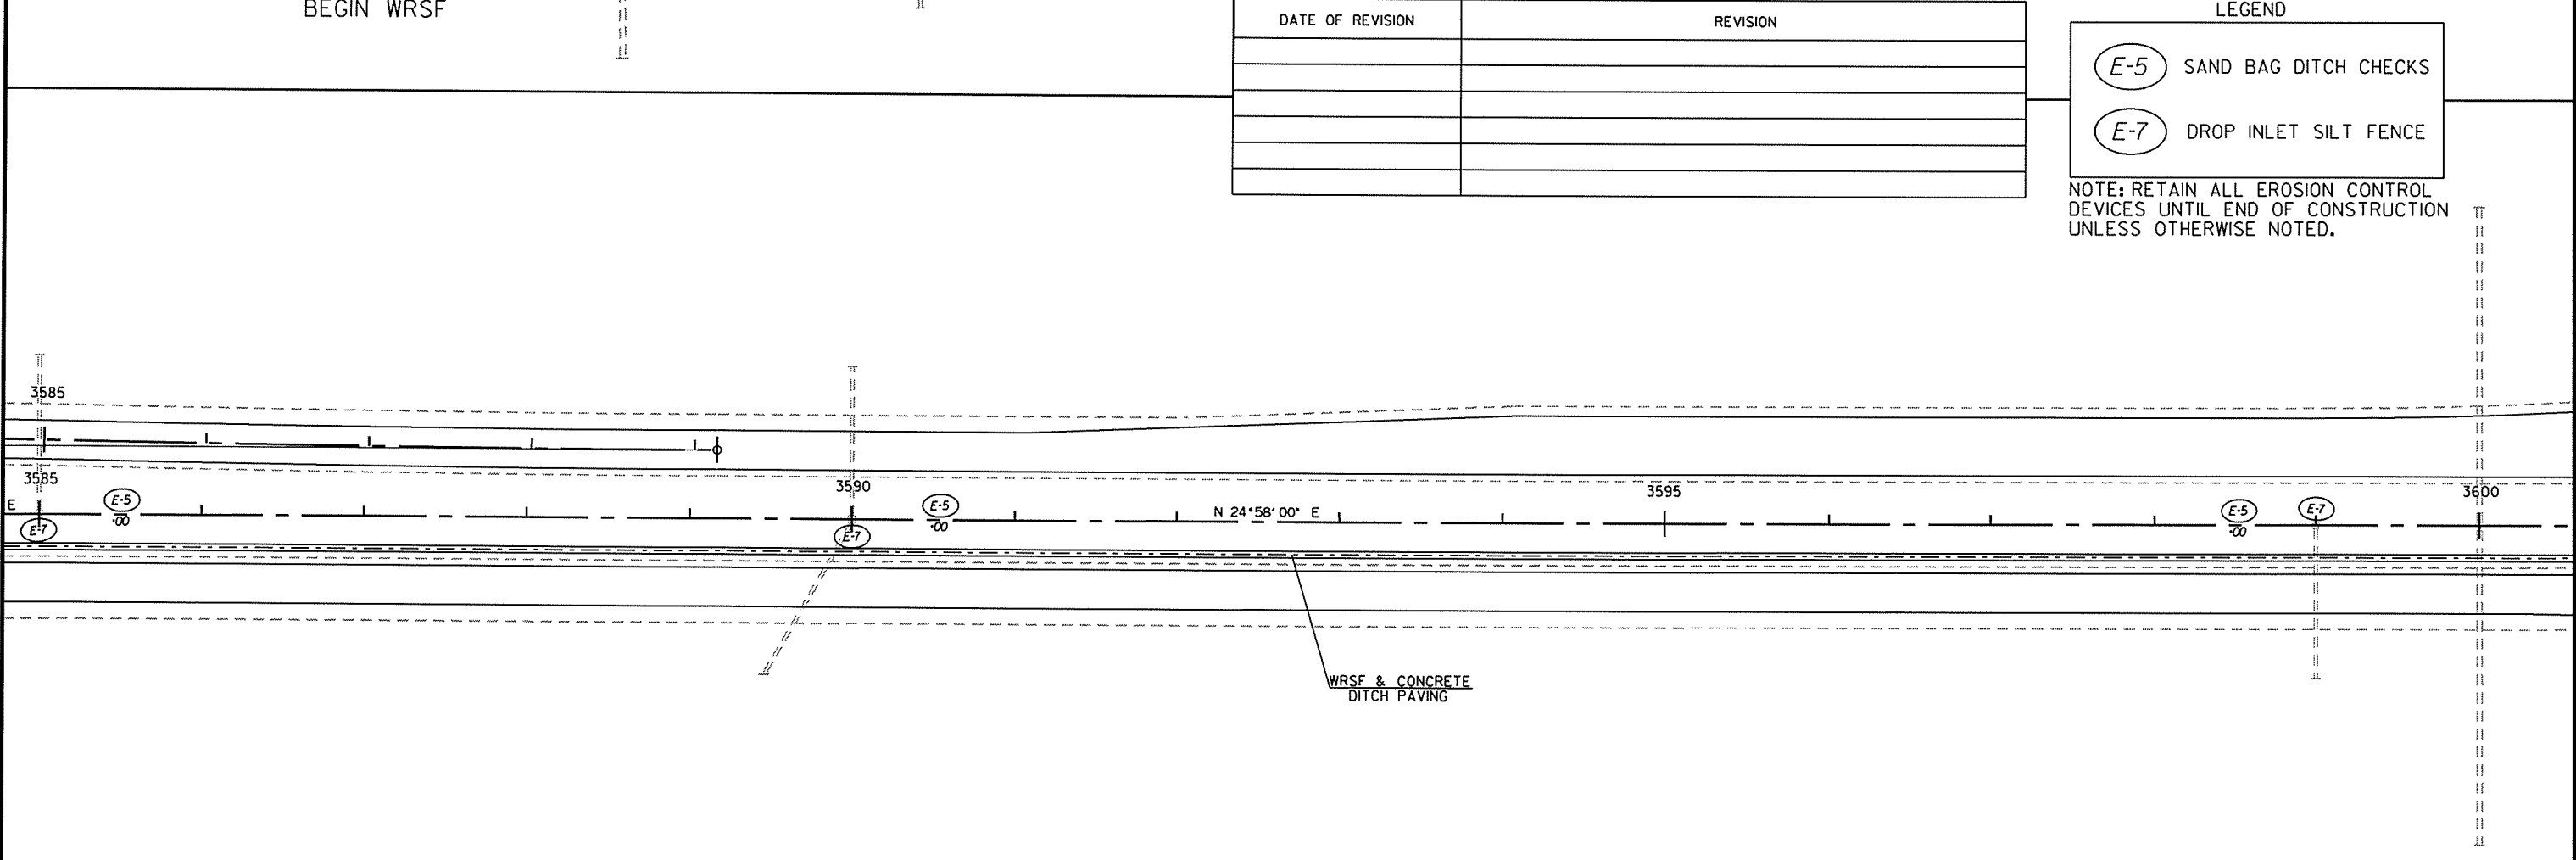 BEGIN WRSF
DATE OF REVISION
REVISION
LEGEND
E-5 SAND BAG DITCH CHECKS
E-7 DROP INLET SILT FENCE
NOTE: RETAIN ALL EROSION CONTROL
DEVICES UNTIL END OF CONSTRUCTION
UNLESS OTHERWISE NOTED.
3585
3585
3590
3595
3600
E
E-5
E-5
N 24°58'00" E
E-5
E-7
E-7
•00
E-7
•00
•00
WRSF & CONCRETE
DITCH PAVING